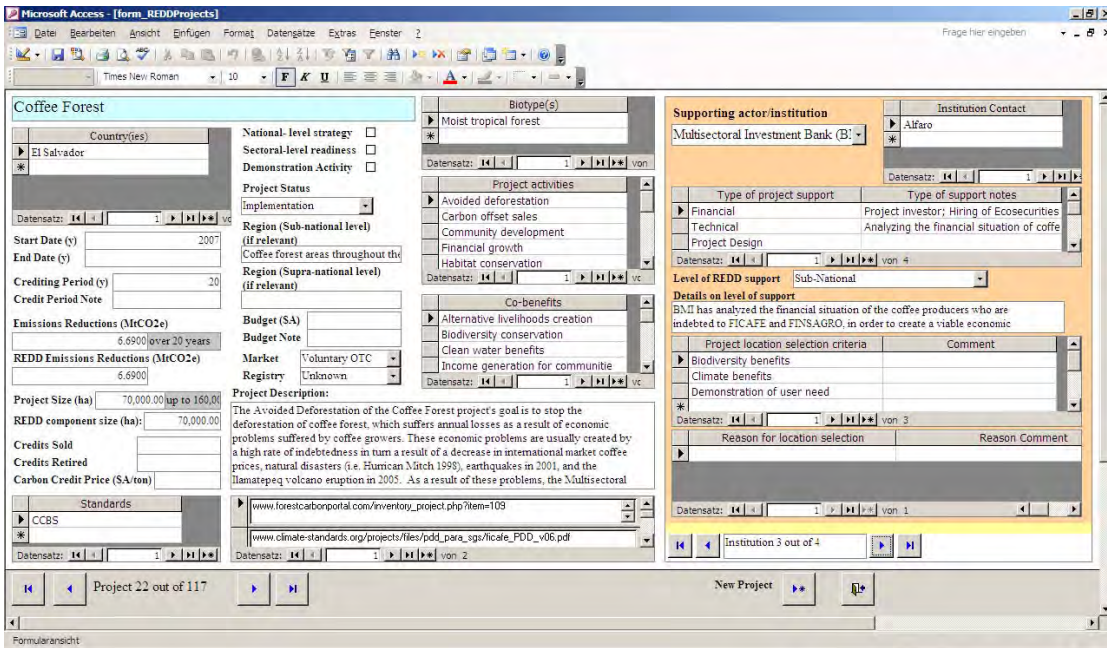 Microsoft Access - [form_REDDProjects]
Datei Bearbeiten Ansicht Einfügen Format Datensätze Extras Fenster ?
Frage hier eingeben
Times New Roman 10 F K U
Coffee Forest
Country(ies)
El Salvador
Datensatz: 1
Start Date (y) 2007
End Date (y)
Crediting Period (y) 20
Credit Period Note
Emissions Reductions (MtCO2e)
6.6900 over 20 years
REDD Emissions Reductions (MtCO2e)
6.6900
Project Size (ha) 70,000.00 up to 160,00
REDD component size (ha): 70,000.00
Credits Sold
Credits Retired
Carbon Credit Price ($A/ton)
Standards
CCBS
Datensatz: 1
National- level strategy
Sectoral-level readiness
Demonstration Activity
Project Status
Implementation
Region (Sub-national level)
(if relevant)
Coffee forest areas throughout the
Region (Supra-national level)
(if relevant)
Budget ($A)
Budget Note
Market Voluntary OTC
Registry Unknown
Biotype(s)
Moist tropical forest
Datensatz: 1 von
Project activities
Avoided deforestation
Carbon offset sales
Community development
Financial growth
Habitat conservation
Datensatz: 1 vc
Co-benefits
Alternative livelihoods creation
Biodiversity conservation
Clean water benefits
Income generation for communitie
Datensatz: 1 vc
Project Description:
The Avoided Deforestation of the Coffee Forest project's goal is to stop the
deforestation of coffee forest, which suffers annual losses as a result of economic
problems suffered by coffee growers. These economic problems are usually created by
a high rate of indebtedness in turn a result of a decrease in international market coffee
prices, natural disasters (i.e. Hurrican Mitch 1998), earthquakes in 2001, and the
Ilamatepeq volcano eruption in 2005. As a result of these problems, the Multisectoral
www.forestcarbonportal.com/inventory_project.php?item=109
www.climate-standards.org/projects/files/pdd_para_sgs/ficafe_PDD_v06.pdf
Datensatz: 1 von 2
Supporting actor/institution
Multisectoral Investment Bank (BI
Institution Contact
Alfaro
Datensatz: 1
Type of project support Type of support notes
Financial Project investor; Hiring of Ecosecurities
Technical Analyzing the financial situation of coffe
Project Design
Datensatz: 1 von 4
Level of REDD support Sub-National
Details on level of support
BMI has analyzed the financial situation of the coffee producers who are
indebted to FICAFE and FINSAGRO, in order to create a viable economic
Project location selection criteria Comment
Biodiversity benefits
Climate benefits
Demonstration of user need
Datensatz: 1 von 3
Reason for location selection Reason Comment
Datensatz: 1 von 1
Institution 3 out of 4
Project 22 out of 117
New Project
Formularansicht